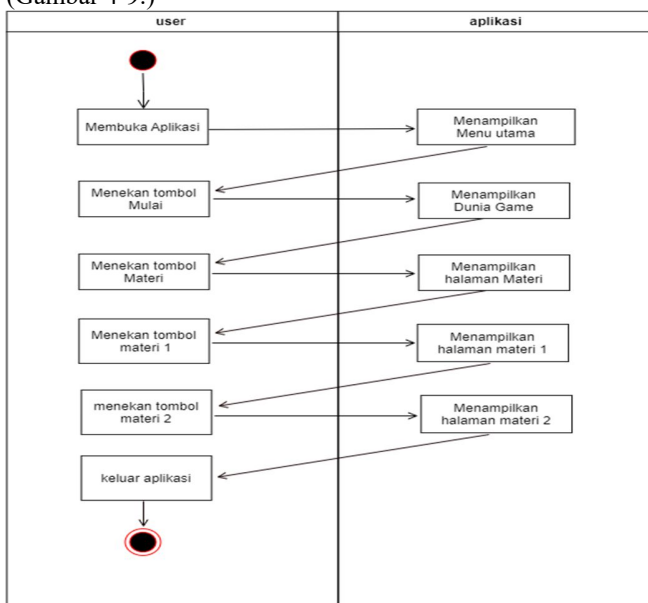 (Gambar 4 9.)
user
aplikasi
Membuka Aplikasi
Menampilkan
Menu utama
Menekan tombol
Mulai
Menampilkan
Dunia Game
Menekan tombol
Materi
Menampilkan
halaman Materi
Menekan tombol
materi 1
Menampilkan
halaman materi 1
menekan tombol
materi 2
Menampilkan
halaman materi 2
keluar aplikasi